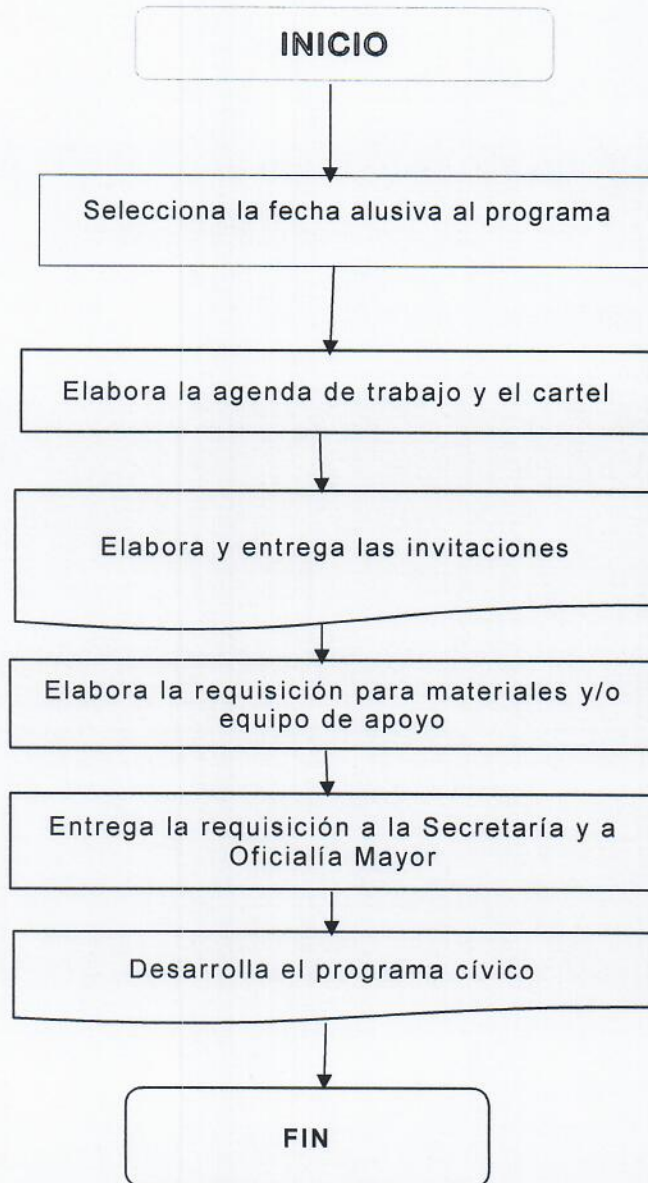 INICIO
Selecciona la fecha alusiva al programa
Elabora la agenda de trabajo y el cartel
Elabora y entrega las invitaciones
Elabora la requisición para materiales y/o
equipo de apoyo
Entrega la requisición a la Secretaría y a
Oficialía Mayor
Desarrolla el programa cívico
FIN